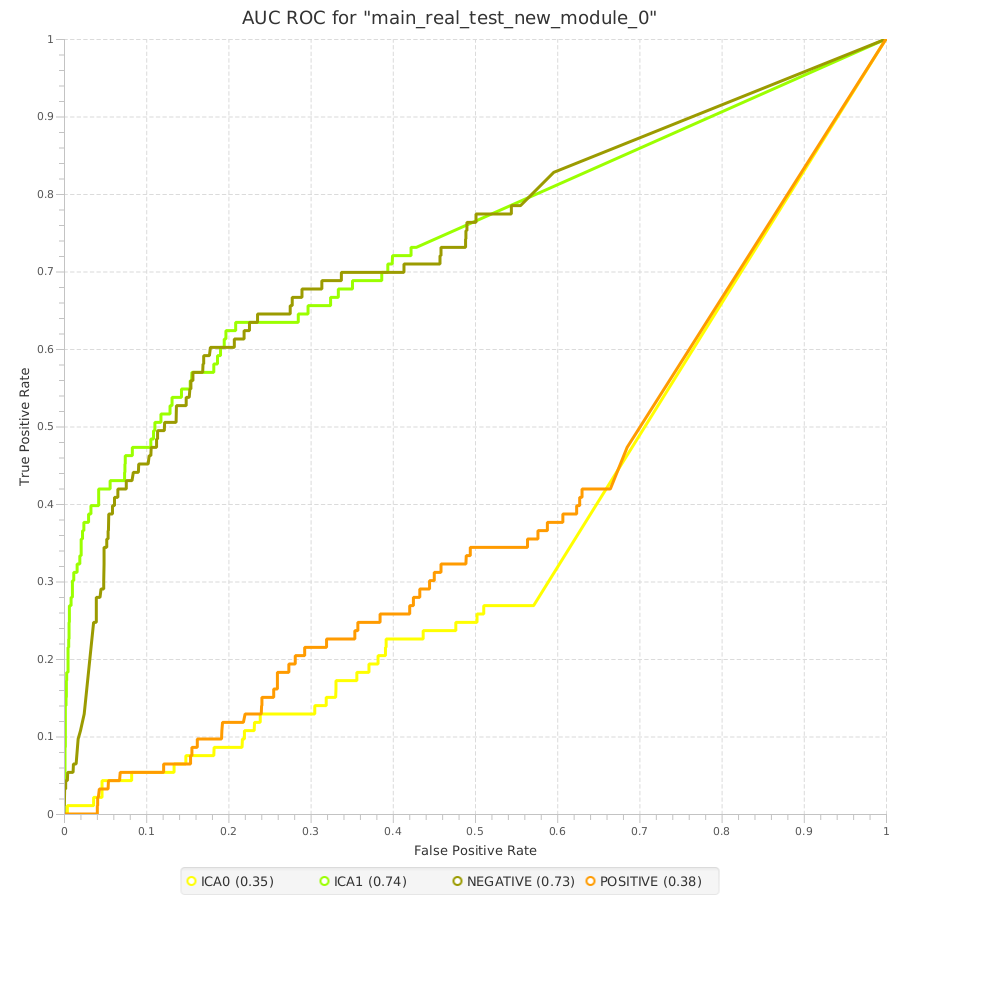 AUC ROC for "main_real_test_new_module_0"
1
0.9
0.8
0.7
0.6
0.5
0.4
0.3
0.2
0.1
0
True Positive Rate
0 0.1 0.2 0.3 0.4 0.5 0.6 0.7 0.8 0.9 1
False Positive Rate
ICA0 (0.35) ICA1 (0.74) NEGATIVE (0.73) POSITIVE (0.38)